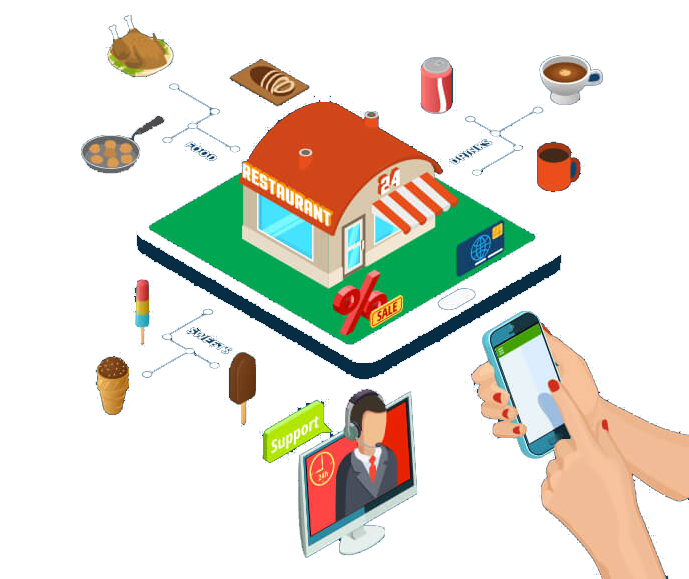 FOOD
DRINKS
RESTAURANT
24
SALE
%
SWEETS
Support
24h